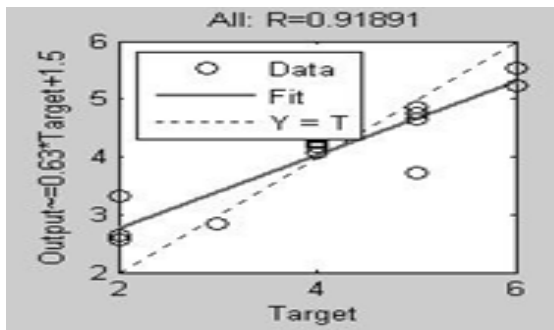 All: R=0.91891
Output~=0.63*Target+1.5
6
5
4
3
2
Data
Fit
Y = T
2
4
6
Target